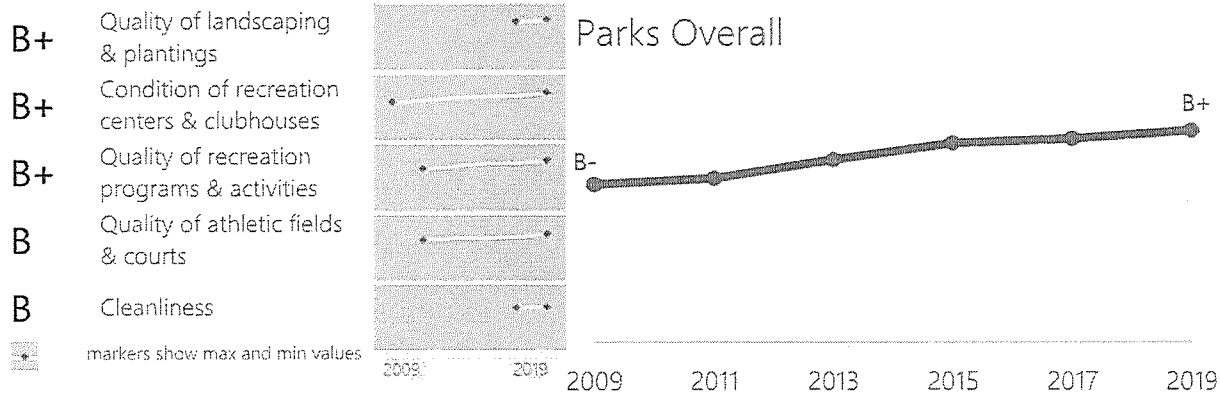 B+
Quality of landscaping
& plantings
B+
Condition of recreation
centers & clubhouses
B+
Quality of recreation
programs & activities
B
Quality of athletic fields
& courts
B
Cleanliness
markers show max and min values
2009
2019
Parks Overall
B-
B+
2009
2011
2013
2015
2017
2019